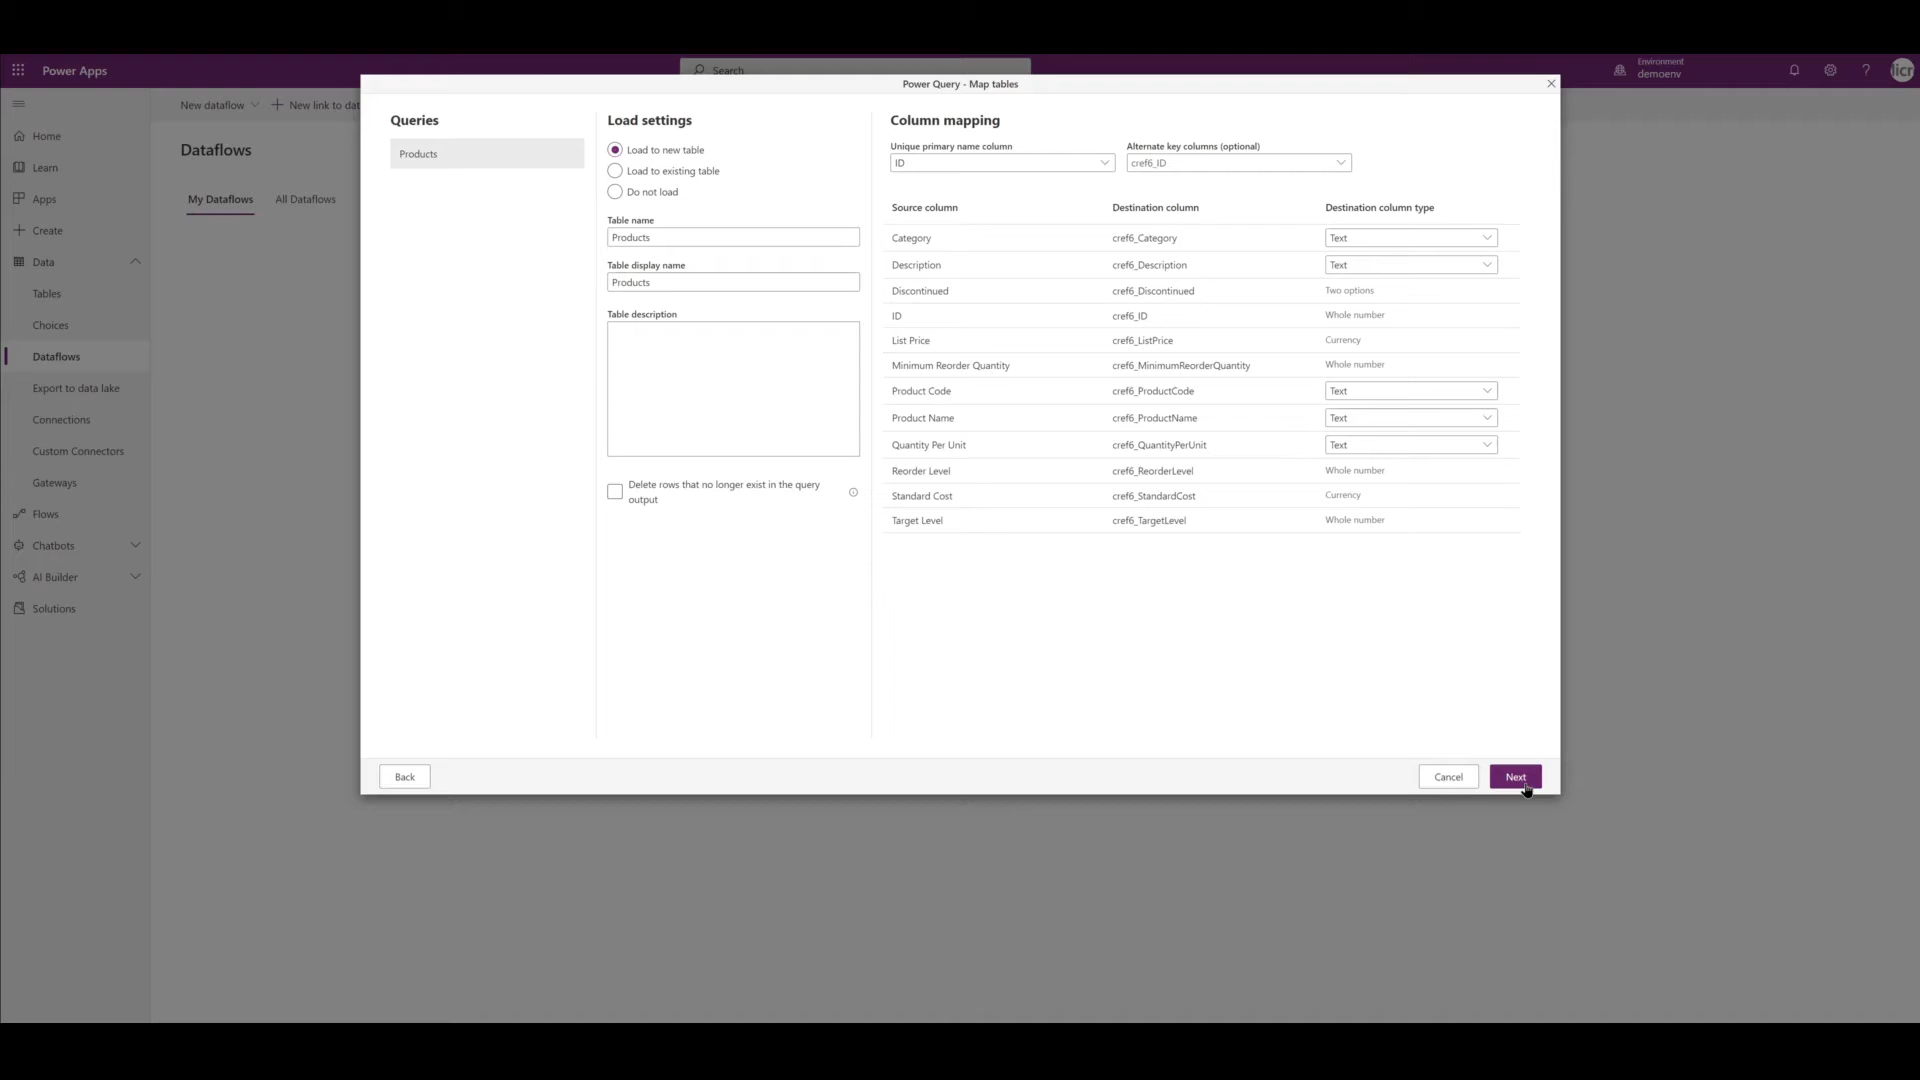 Power Apps
Search
Environment
demoenv
Power Query - Map tables
New dataflow
New link to dat
Home
Learn
Apps
Create
Data
Tables
Choices
Dataflows
Export to data lake
Connections
Custom Connectors
Gateways
Flows
Chatbots
AI Builder
Solutions
Dataflows
My Dataflows All Dataflows
Queries
Products
Load settings
Load to new table
Load to existing table
Do not load
Table name
Products
Table display name
Products
Table description
Delete rows that no longer exist in the query
output
Column mapping
Unique primary name column Alternate key columns (optional)
ID cref6_ID
Source column Destination column Destination column type
Category cref6_Category Text
Description cref6_Description Text
Discontinued cref6_Discontinued Two options
ID cref6_ID Whole number
List Price cref6_ListPrice Currency
Minimum Reorder Quantity cref6_MinimumReorderQuantity Whole number
Product Code cref6_ProductCode Text
Product Name cref6_ProductName Text
Quantity Per Unit cref6_QuantityPerUnit Text
Reorder Level cref6_ReorderLevel Whole number
Standard Cost cref6_StandardCost Currency
Target Level cref6_TargetLevel Whole number
Back
Cancel
Next